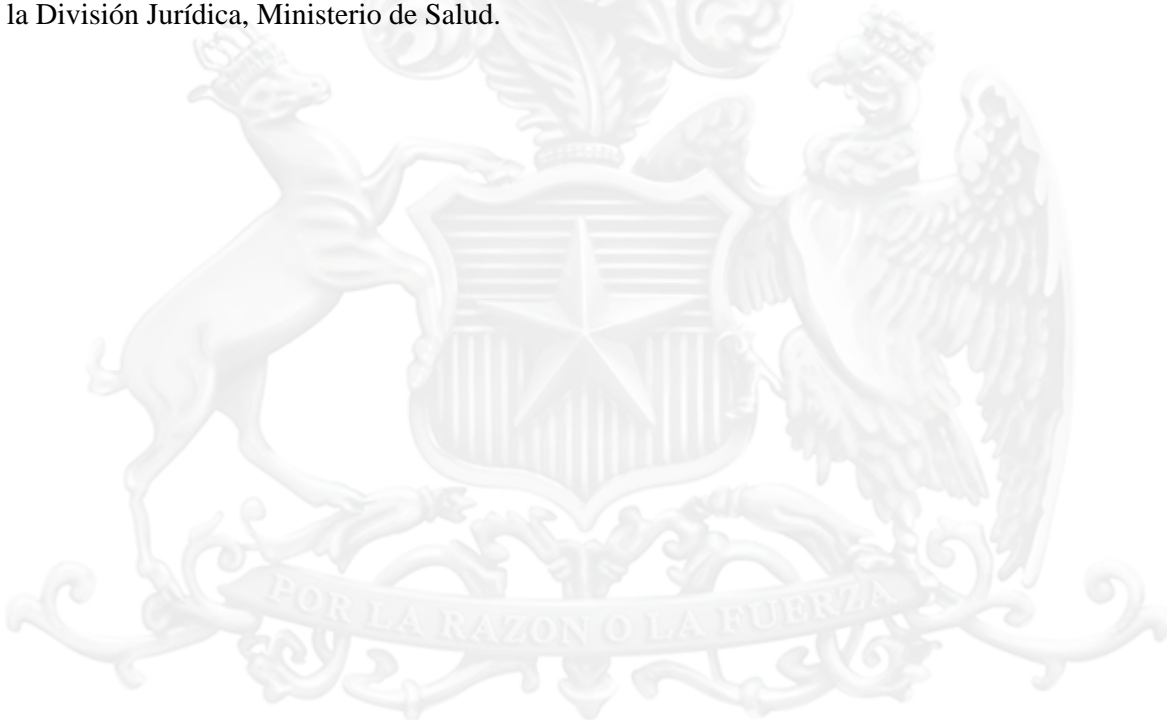 la División Jurídica, Ministerio de Salud.
POR LA RAZON O LA FUERZA